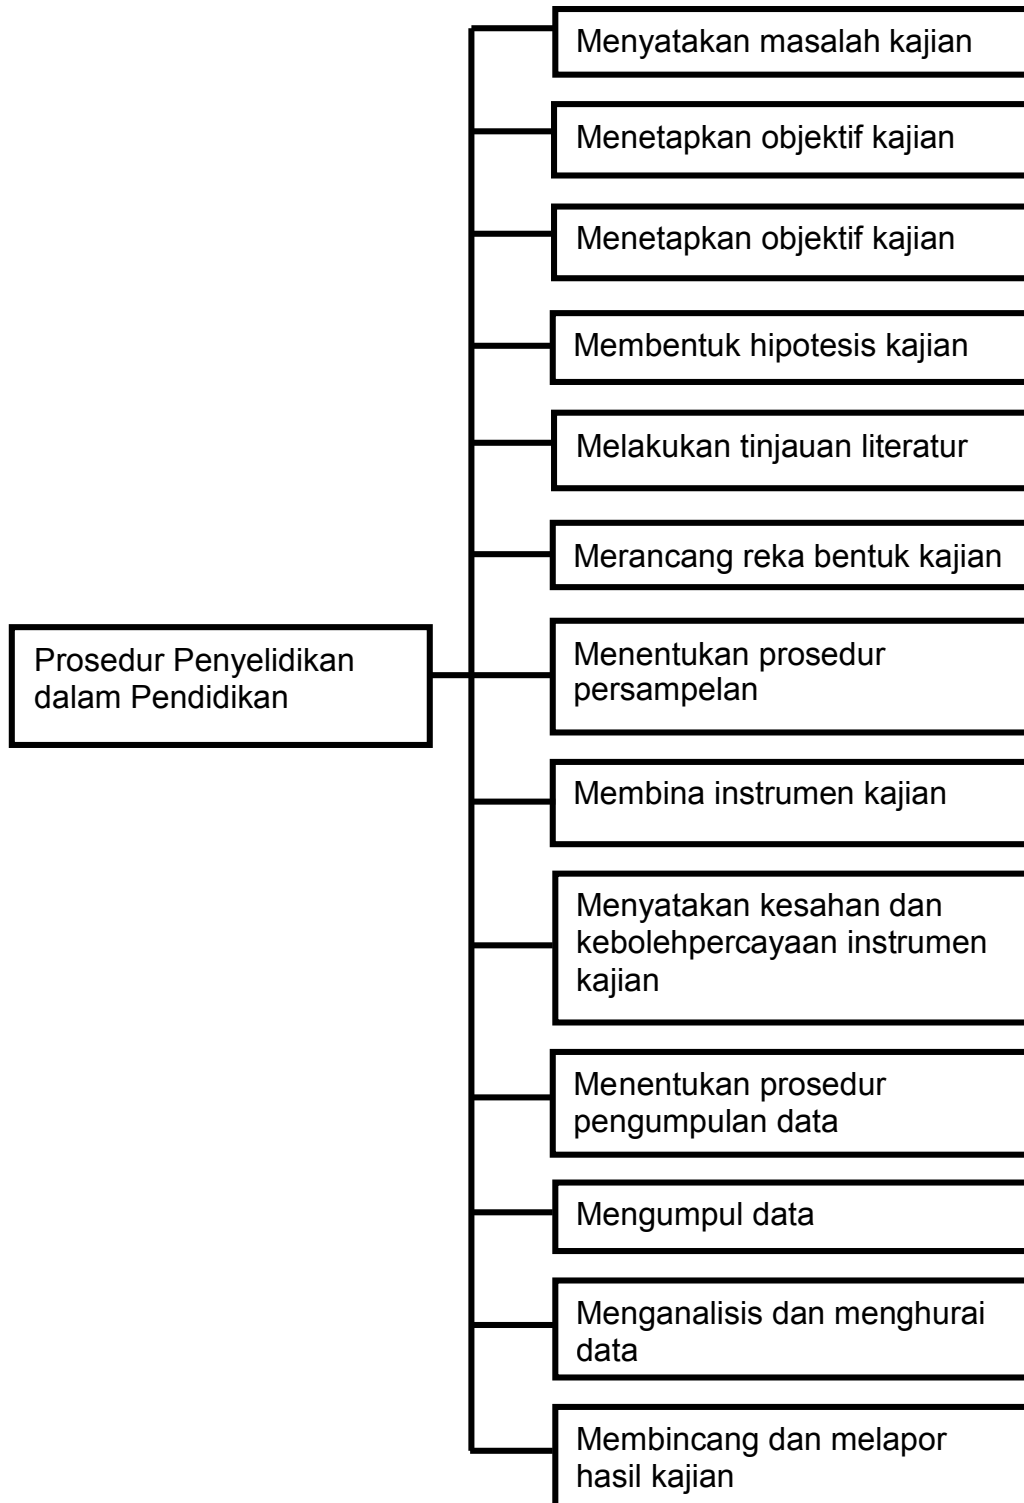 Menyatakan masalah kajian
Menetapkan objektif kajian
Menetapkan objektif kajian
Membentuk hipotesis kajian
Melakukan tinjauan literatur
Merancang reka bentuk kajian
Prosedur Penyelidikan
dalam Pendidikan
Menentukan prosedur
persampelan
Membina instrumen kajian
Menyatakan kesahan dan
kebolehpercayaan instrumen
kajian
Menentukan prosedur
pengumpulan data
Mengumpul data
Menganalisis dan menghurai
data
Membincang dan melapor
hasil kajian